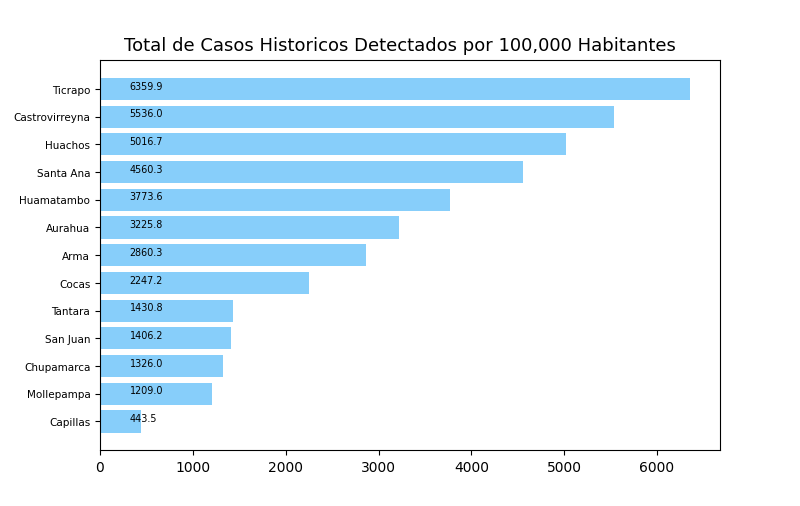 Total de Casos Historicos Detectados por 100,000 Habitantes
Ticrapo 6359.9
Castrovirreyna 5536.0
Huachos 5016.7
Santa Ana 4560.3
Huamatambo 3773.6
Aurahua 3225.8
Arma 2860.3
Cocas 2247.2
Tantara 1430.8
San Juan 1406.2
Chupamarca 1326.0
Mollepampa 1209.0
Capillas 443.5
0 1000 2000 3000 4000 5000 6000